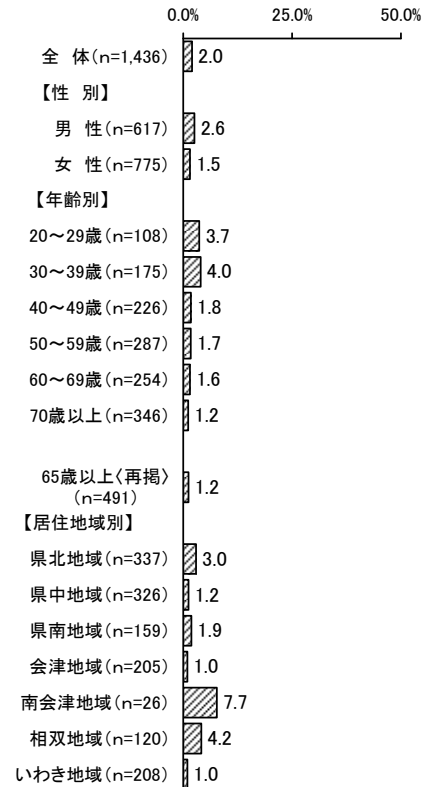 0.0% 25.0% 50.0%
全 体(n=1,436) 2.0
【性 別】
男 性(n=617) 2.6
女 性(n=775) 1.5
【年齢別】
20～29歳(n=108) 3.7
30～39歳(n=175) 4.0
40～49歳(n=226) 1.8
50～59歳(n=287) 1.7
60～69歳(n=254) 1.6
70歳以上(n=346) 1.2
65歳以上〈再掲〉
(n=491) 1.2
【居住地域別】
県北地域(n=337) 3.0
県中地域(n=326) 1.2
県南地域(n=159) 1.9
会津地域(n=205) 1.0
南会津地域(n=26) 7.7
相双地域(n=120) 4.2
いわき地域(n=208) 1.0